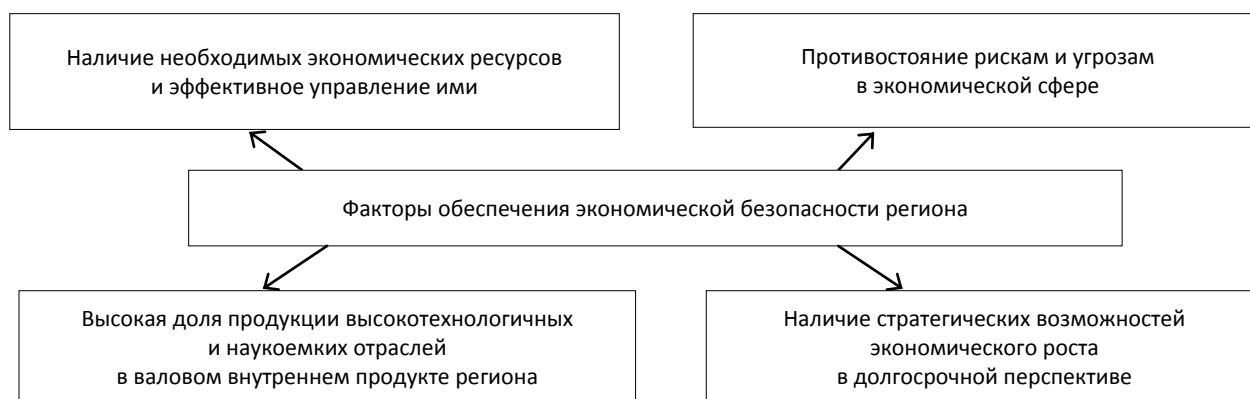 Наличие необходимых экономических ресурсов
и эффективное управление ими
Противостояние рискам и угрозам
в экономической сфере
Факторы обеспечения экономической безопасности региона
Высокая доля продукции высокотехнологичных
и наукоемких отраслей
в валовом внутреннем продукте региона
Наличие стратегических возможностей
экономического роста
в долгосрочной перспективе